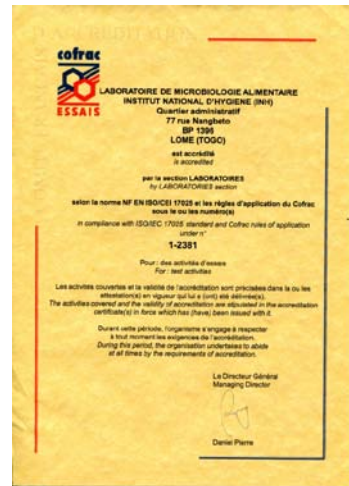 D'ACCREDITATION
cofrac
ESSAIS
LABORATOIRE DE MICROBIOLOGIE ALIMENTAIRE
INSTITUT NATIONAL D'HYGIENE (INH)
Quartier administratif
77 rue Nangbeto
BP 1396
LOME (TOGO)
est accrédité
is accredited
par la section LABORATOIRES
by LABORATORIES section
selon la norme NF EN ISO/CEI 17025 et les règles d'application du Cofrac
sous le ou les numéro(s)
in compliance with ISO/IEC 17025 standard and Cofrac rules of application
under n°
1-2381
Pour : des activités d'essais
For : test activities
Les activités couvertes et la validité de l'accréditation sont précisées dans la ou les
attestation(s) en vigueur qui lui a (ont) été délivrée(s).
The activities covered and the validity of accreditation are stipulated in the accreditation
certificate(s) in force which has (have) been issued with it.
Durant cette période, l'organisme s'engage à respecter
à tout moment les exigences de l'accréditation.
During this period, the organisation undertakes to abide
at all times by the requirements of accreditation.
Le Directeur Général
Managing Director
Daniel Pierre